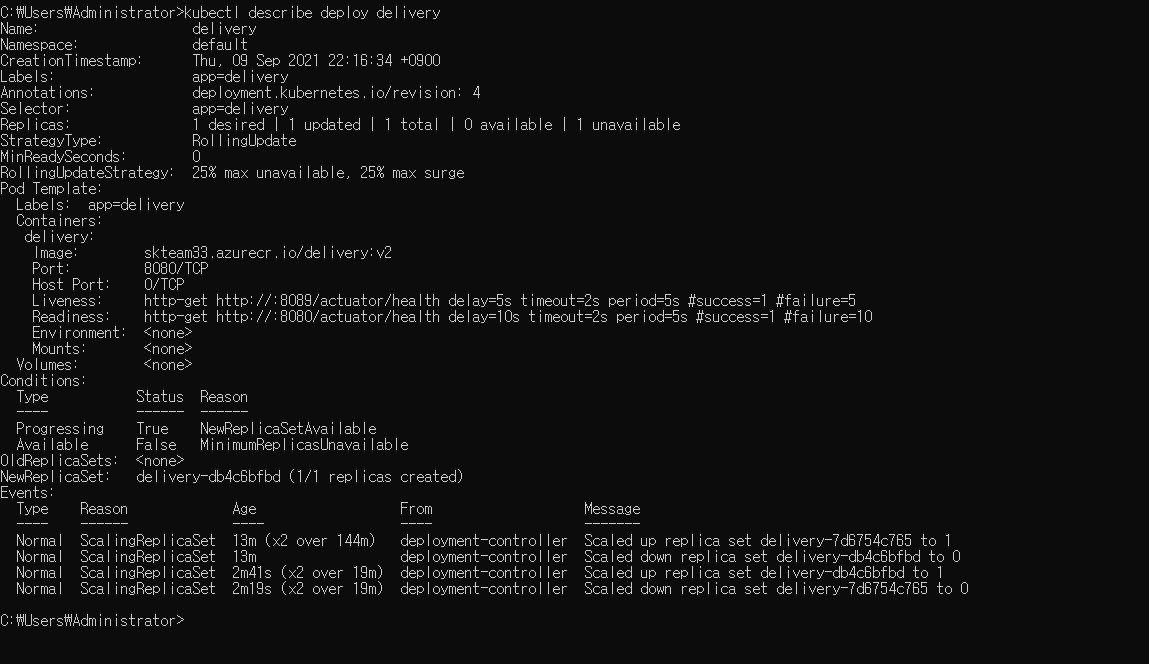 C:₩Users₩Administrator>kubectl describe deploy delivery
Name:                   delivery
Namespace:              default
CreationTimestamp:      Thu, 09 Sep 2021 22:16:34 +0900
Labels:                 app=delivery
Annotations:            deployment.kubernetes.io/revision: 4
Selector:               app=delivery
Replicas:               1 desired | 1 updated | 1 total | 0 available | 1 unavailable
StrategyType:           RollingUpdate
MinReadySeconds:        0
RollingUpdateStrategy:  25% max unavailable, 25% max surge
Pod Template:
  Labels:  app=delivery
  Containers:
   delivery:
    Image:        skteam33.azurecr.io/delivery:v2
    Port:         8080/TCP
    Host Port:    0/TCP
    Liveness:     http-get http://:8089/actuator/health delay=5s timeout=2s period=5s #success=1 #failure=5
    Readiness:    http-get http://:8080/actuator/health delay=10s timeout=2s period=5s #success=1 #failure=10
    Environment:  <none>
    Mounts:       <none>
  Volumes:        <none>
Conditions:
  Type           Status  Reason
  ----           ------  ------
  Progressing    True    NewReplicaSetAvailable
  Available      False   MinimumReplicasUnavailable
OldReplicaSets:  <none>
NewReplicaSet:   delivery-db4c6bfbd (1/1 replicas created)
Events:
  Type    Reason             Age                  From                   Message
  ----    ------             ----                 ----                   -------
  Normal  ScalingReplicaSet  13m (x2 over 144m)   deployment-controller  Scaled up replica set delivery-7d6754c765 to 1
  Normal  ScalingReplicaSet  13m                  deployment-controller  Scaled down replica set delivery-db4c6bfbd to 0
  Normal  ScalingReplicaSet  2m41s (x2 over 19m)  deployment-controller  Scaled up replica set delivery-db4c6bfbd to 1
  Normal  ScalingReplicaSet  2m19s (x2 over 19m)  deployment-controller  Scaled down replica set delivery-7d6754c765 to 0
C:₩Users₩Administrator>